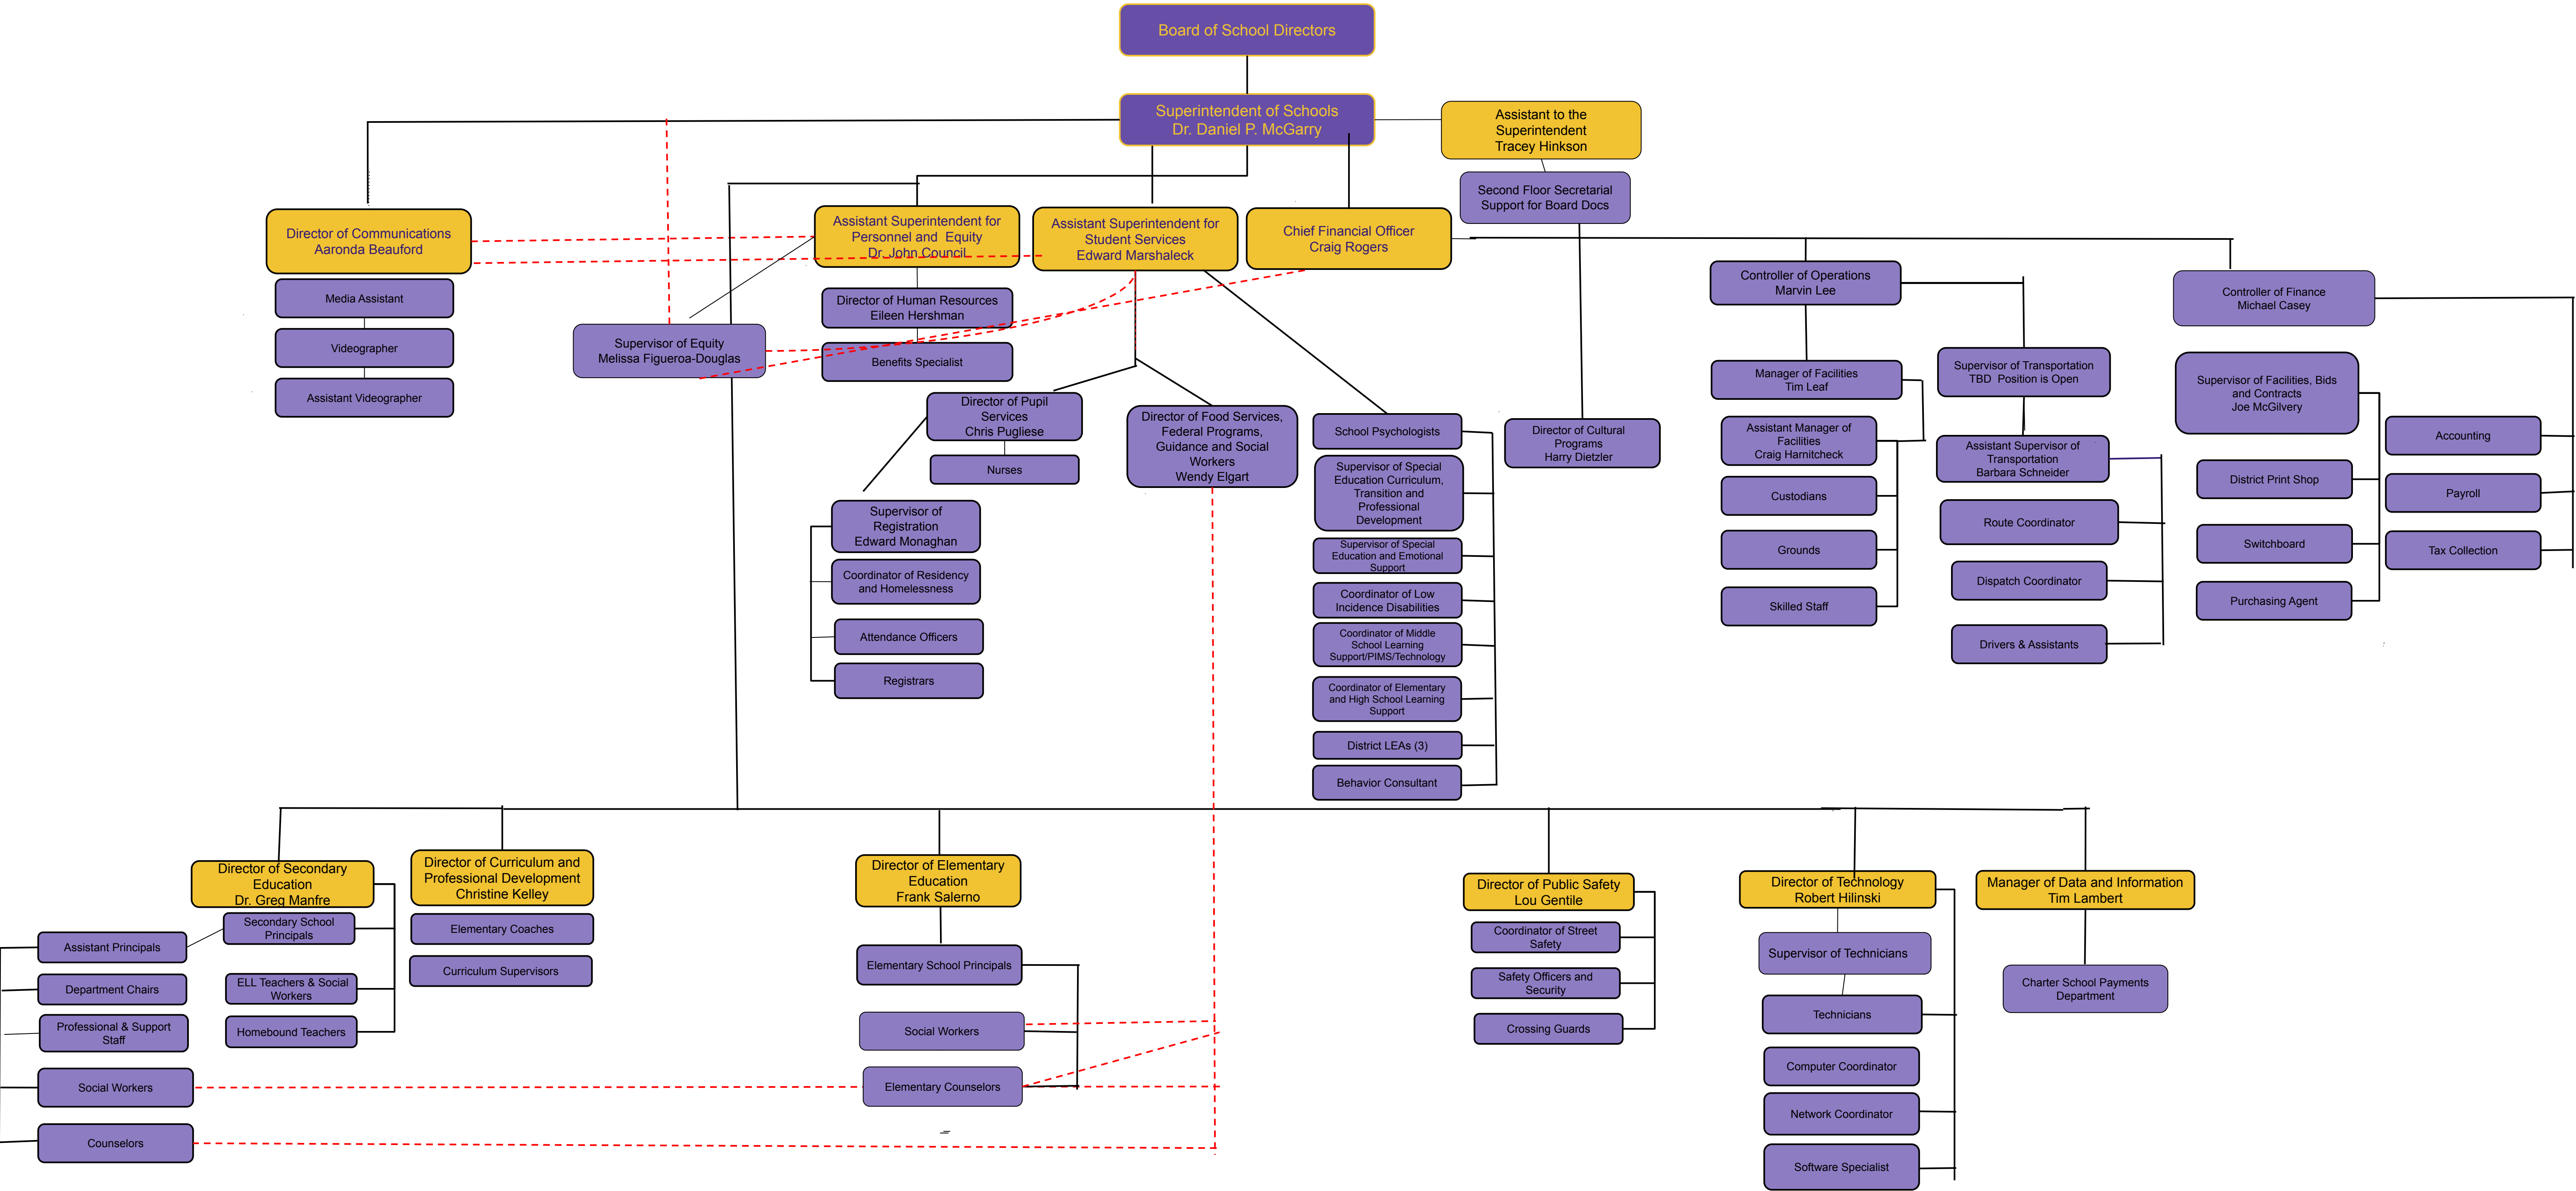 Board of School Directors
Superintendent of Schools
Dr. Daniel P. McGarry
Assistant to the
Superintendent
Tracey Hinkson
Second Floor Secretarial
Support for Board Docs
Director of Communications
Aaronda Beauford
Assistant Superintendent for
Personnel and Equity
Dr. John Council
Assistant Superintendent for
Student Services
Edward Marshaleck
Chief Financial Officer
Craig Rogers
Media Assistant
Videographer
Assistant Videographer
Supervisor of Equity
Melissa Figueroa-Douglas
Director of Human Resources
Eileen Hershman
Benefits Specialist
Controller of Operations
Marvin Lee
Controller of Finance
Michael Casey
Manager of Facilities
Tim Leaf
Supervisor of Transportation
TBD Position is Open
Supervisor of Facilities, Bids
and Contracts
Joe McGilvery
Director of Pupil
Services
Chris Pugliese
Nurses
Director of Food Services,
Federal Programs,
Guidance and Social
Workers
Wendy Elgart
School Psychologists
Supervisor of Special
Education Curriculum,
Transition and
Professional
Development
Supervisor of Special
Education and Emotional
Support
Coordinator of Low
Incidence Disabilities
Coordinator of Middle
School Learning
Support/PIMS/Technology
Coordinator of Elementary
and High School Learning
Support
District LEAs (3)
Behavior Consultant
Director of Cultural
Programs
Harry Dietzler
Assistant Manager of
Facilities
Craig Harnitcheck
Custodians
Grounds
Skilled Staff
Assistant Supervisor of
Transportation
Barbara Schneider
Route Coordinator
Dispatch Coordinator
Drivers & Assistants
District Print Shop
Switchboard
Purchasing Agent
Accounting
Payroll
Tax Collection
Supervisor of
Registration
Edward Monaghan
Coordinator of Residency
and Homelessness
Attendance Officers
Registrars
Director of Secondary
Education
Dr. Greg Manfre
Director of Curriculum and
Professional Development
Christine Kelley
Director of Elementary
Education
Frank Salerno
Director of Public Safety
Lou Gentile
Director of Technology
Robert Hilinski
Manager of Data and Information
Tim Lambert
Secondary School
Principals
Assistant Principals
Department Chairs
Professional & Support
Staff
Social Workers
Counselors
ELL Teachers & Social
Workers
Homebound Teachers
Elementary Coaches
Curriculum Supervisors
Elementary School Principals
Social Workers
Elementary Counselors
Coordinator of Street
Safety
Safety Officers and
Security
Crossing Guards
Supervisor of Technicians
Technicians
Computer Coordinator
Network Coordinator
Software Specialist
Charter School Payments
Department